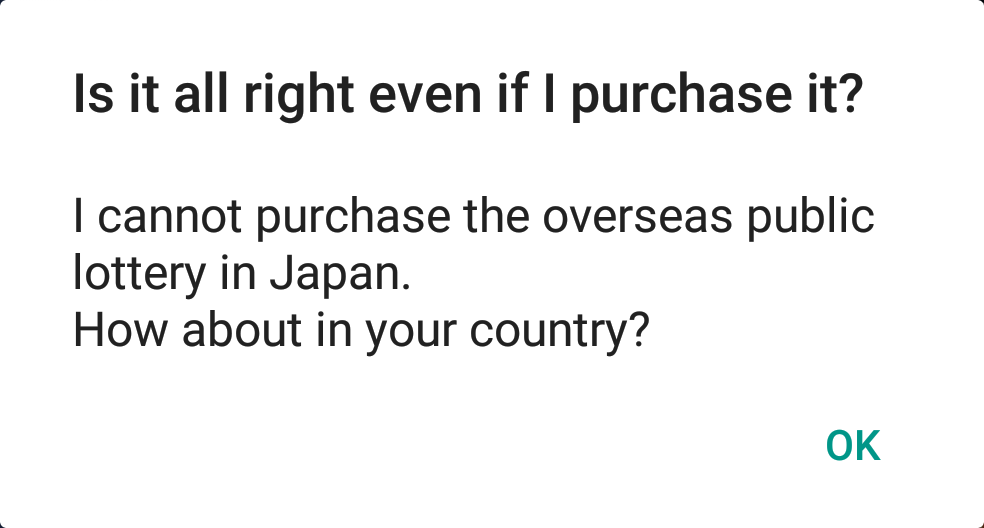 Is it all right even if I purchase it?
I cannot purchase the overseas public
lottery in Japan.
How about in your country?
OK